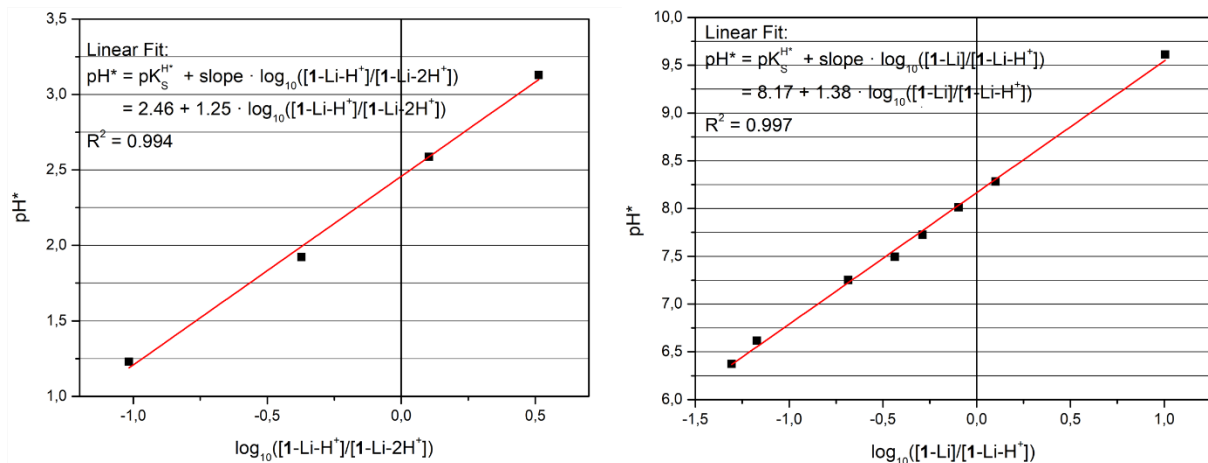 Linear Fit:
pH* = pK_S^{H*} + slope · log₁₀([1-Li-H⁺]/[1-Li-2H⁺])
= 2.46 + 1.25 · log₁₀([1-Li-H⁺]/[1-Li-2H⁺])
R² = 0.994
3,5
3,0
2,5
2,0
1,5
1,0
pH*
-1,0
-0,5
0,0
0,5
log₁₀([1-Li-H⁺]/[1-Li-2H⁺])
Linear Fit:
pH* = pK_S^{H*} + slope · log₁₀([1-Li]/[1-Li-H⁺])
= 8.17 + 1.38 · log₁₀([1-Li]/[1-Li-H⁺])
R² = 0.997
10,0
9,5
9,0
8,5
8,0
7,5
7,0
6,5
6,0
pH*
-1,5
-1,0
-0,5
0,0
0,5
1,0
log₁₀([1-Li]/[1-Li-H⁺])